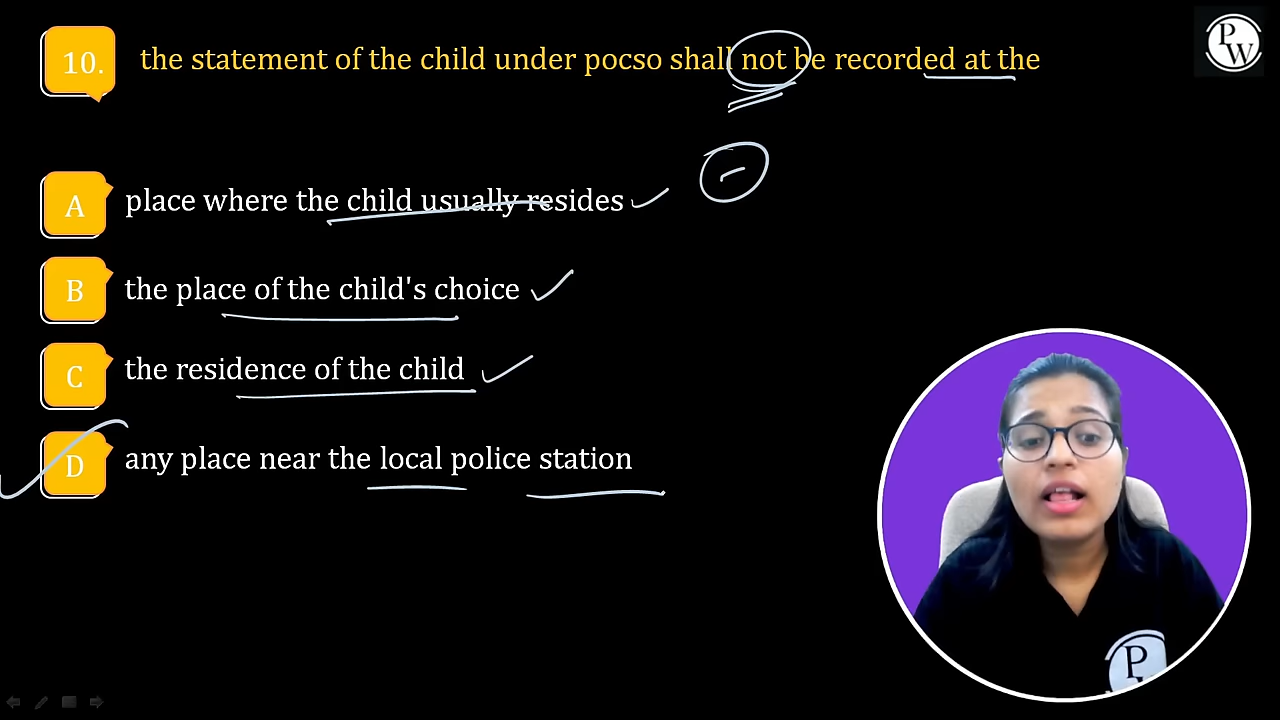 10.
the statement of the child under pocso shall not be recorded at the
P
W
A
place where the child usually resides
B
the place of the child's choice
C
the residence of the child
D
any place near the local police station
P